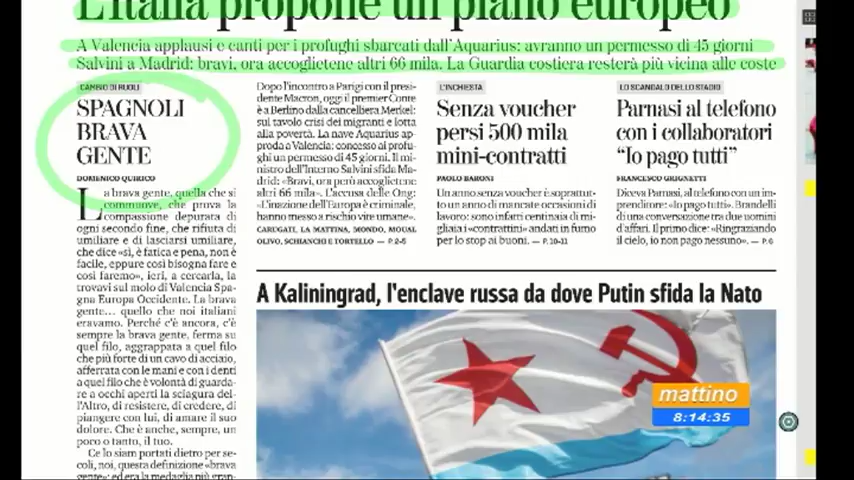 L'Italia propone un piano europeo
A Valencia applausi e canti per i profughi sbarcati dall'Aquarius: avranno un permesso di 45 giorni
Salvini a Madrid: bravi, ora accoglietene altri 66 mila. La Guardia costiera resterà più vicina alle coste
CAMBIO DI RUOLI
SPAGNOLI
BRAVA
GENTE
DOMENICO QUIRICO
La brava gente, quella che si
commuove, che prova la
compassione depurata di
ogni secondo fine, che rifiuta di
umiliare e di lasciarsi umiliare,
che dice «sì, è fatica e pena, non è
facile, eppure così bisogna fare e
così faremo», ieri, a cercarla, la
trovavi sul molo di Valencia Spa-
gna Europa Occidente. La brava
gente... quello che noi italiani
eravamo. Perché c'è ancora, c'è
sempre la brava gente, ferma su
quel filo, aggrappata a quel filo
che più forte di un cavo di acciaio,
afferrata con le mani e con i denti
a quel filo che è volontà di guarda-
re a occhi aperti la sciagura del-
l'Altro, di resistere, di credere, di
piangere con lui, di amare il suo
dolore. Che è anche, sempre, un
poco o tanto, il tuo.
Ce lo siam portati dietro per se-
coli, noi, questa definizione «brava
gente»: ed era la medaglia più gran-
Dopo l'incontro a Parigi con il presi-
dente Macron, oggi il premier Conte
è a Berlino dalla cancelliera Merkel:
sul tavolo crisi dei migranti e lotta
alla povertà. La nave Aquarius ap-
proda a Valencia: concesso ai profu-
ghi un permesso di 45 giorni. Il mi-
nistro dell'Interno Salvini sfida Ma-
drid: «Bravi, ora però accoglietene
altri 66 mila». L'accusa delle Ong:
«L'inazione dell'Europa è criminale,
hanno messo a rischio vite umane».
CARUGATI, LA MATTINA, MONDO, MOUAL
OLIVO, SCHIANCHI E TORTELLO — P. 2-5
L'INCHIESTA
Senza voucher
persi 500 mila
mini-contratti
PAOLO BARONI
Un anno senza voucher è soprattut-
to un anno di mancate occasioni di
lavoro: sono infatti centinaia di mi-
gliaia i «contrattini» andati in fumo
per lo stop ai buoni. — P. 10-11
LO SCANDALO DELLO STADIO
Parnasi al telefono
con i collaboratori
"Io pago tutti"
FRANCESCO GRIGNETTI
Diceva Parnasi, al telefono con un im-
prenditore: «Io pago tutti». Brandelli
di una conversazione tra due uomini
d'affari. Il primo dice: «Ringraziando
il cielo, io non pago nessuno». — P. 6
A Kaliningrad, l'enclave russa da dove Putin sfida la Nato
mattino
8:14:35